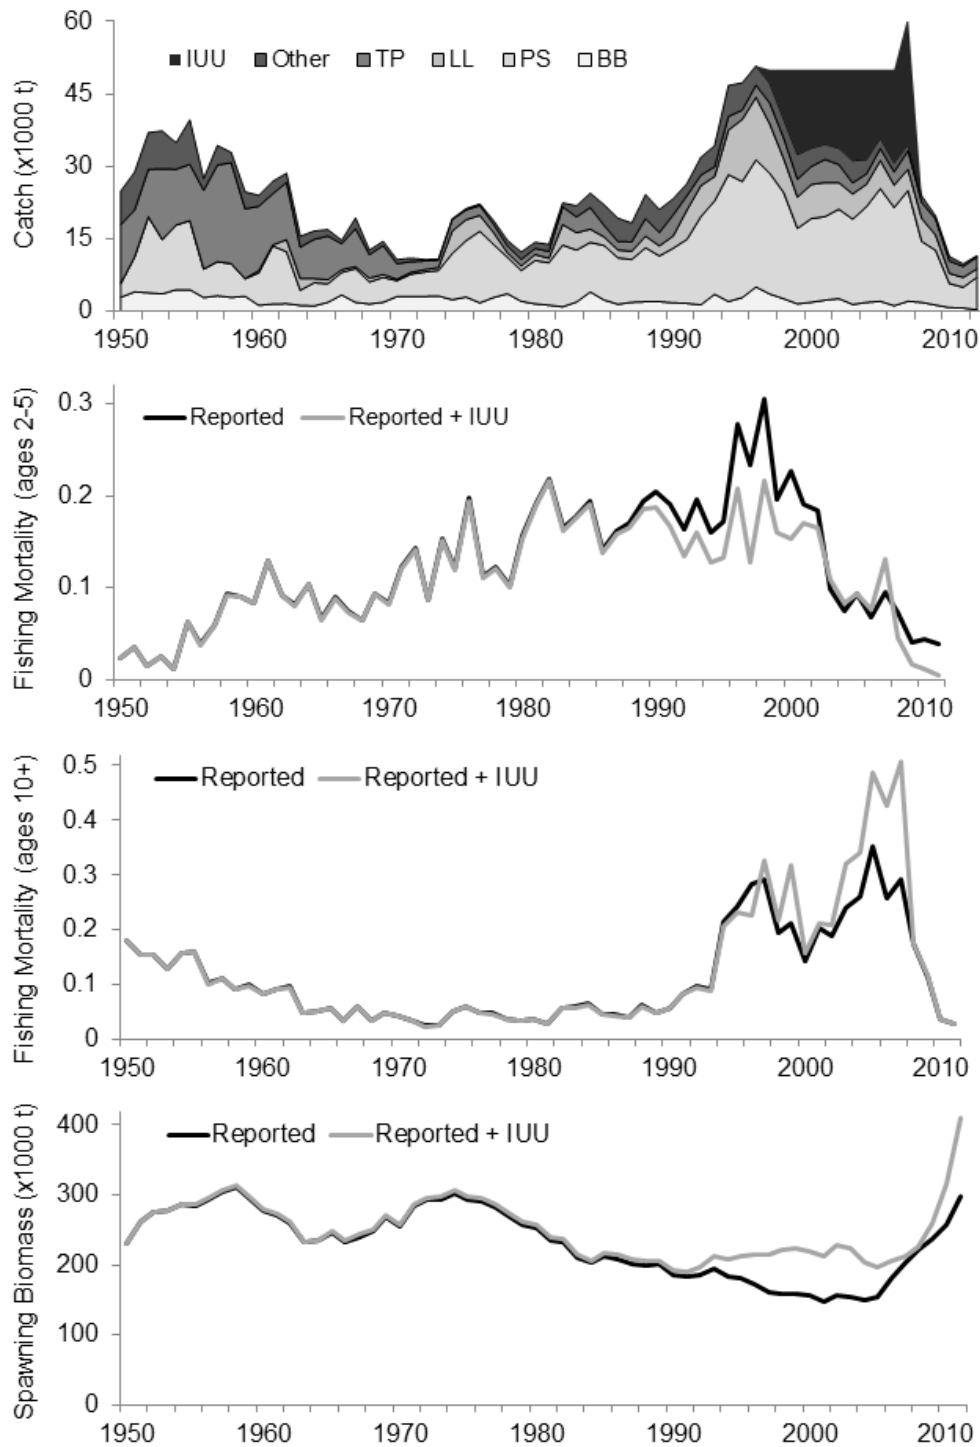 Catch (x1000 t)
60
45
30
15
0
IUU Other TP LL PS BB
1950 1960 1970 1980 1990 2000 2010
Fishing Mortality (ages 2-5)
0.3
0.2
0.1
0
Reported Reported + IUU
1950 1960 1970 1980 1990 2000 2010
Fishing Mortality (ages 10+)
0.5
0.4
0.3
0.2
0.1
0
Reported Reported + IUU
1950 1960 1970 1980 1990 2000 2010
Spawning Biomass (x1000 t)
400
300
200
100
0
Reported Reported + IUU
1950 1960 1970 1980 1990 2000 2010